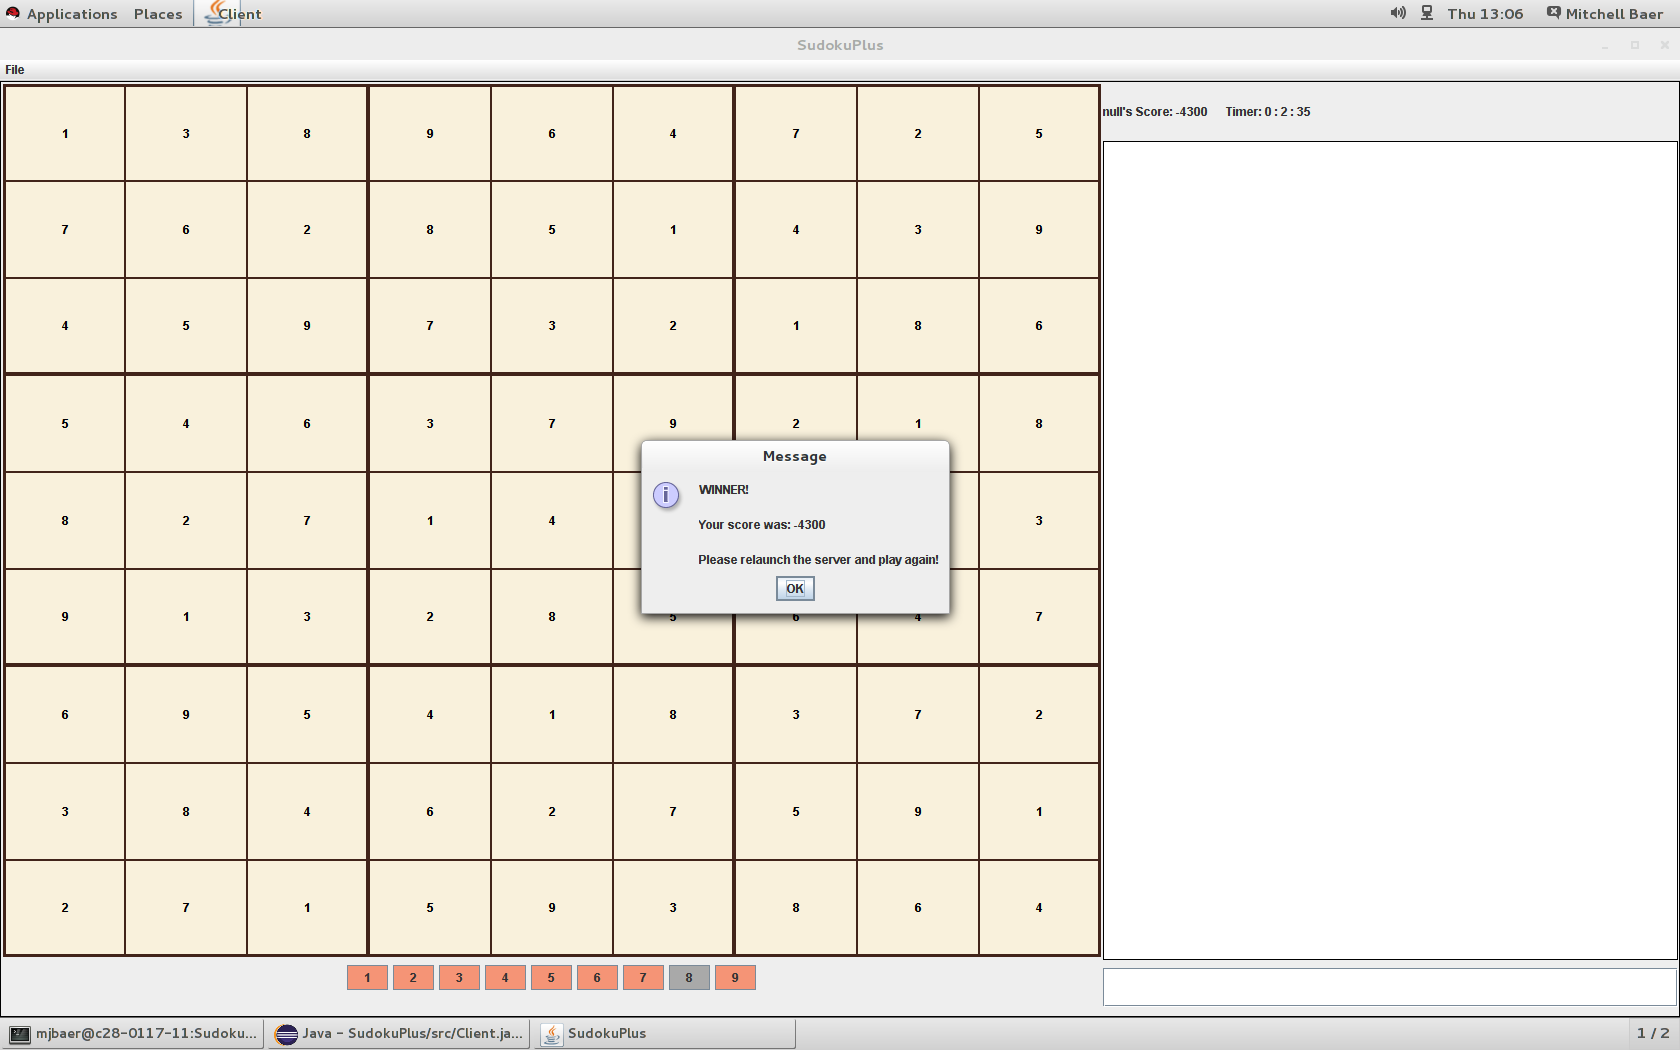 Applications Places Client Thu 13:06 Mitchell Baer
SudokuPlus
File
null's Score: -4300 Timer: 0 : 2 : 35
1 3 8 9 6 4 7 2 5
7 6 2 8 5 1 4 3 9
4 5 9 7 3 2 1 8 6
5 4 6 3 7 9 2 1 8
Message
WINNER!
Your score was: -4300
Please relaunch the server and play again!
OK
8 2 7 1 4 3
9 1 3 2 8 5 6 4 7
6 9 5 4 1 8 3 7 2
3 8 4 6 2 7 5 9 1
2 7 1 5 9 3 8 6 4
1 2 3 4 5 6 7 8 9
mjbaer@c28-0117-11:Sudoku... Java - SudokuPlus/src/Client.ja... SudokuPlus 1 / 2